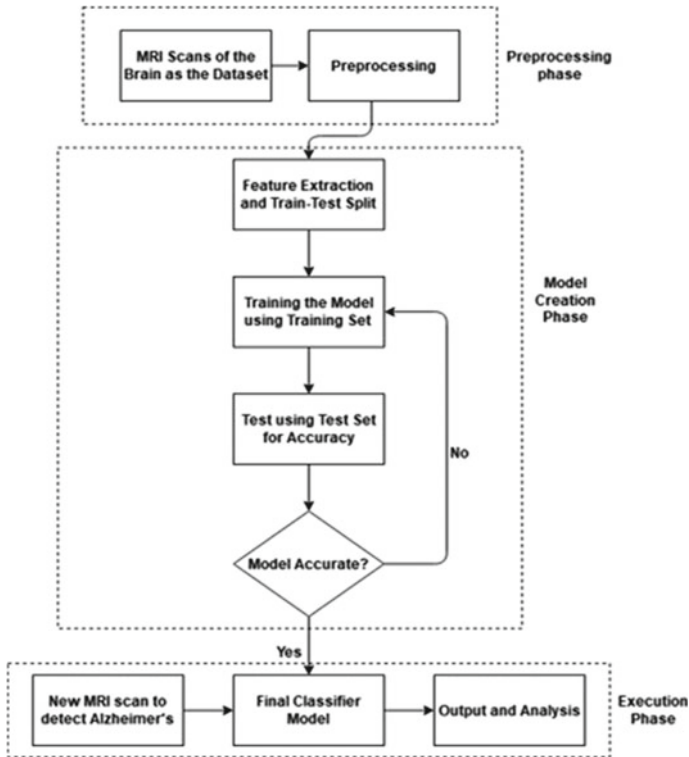 MRI Scans of the
Brain as the Dataset
Preprocessing
Preprocessing
phase
Feature Extraction
and Train-Test Split
Training the Model
using Training Set
Model
Creation
Phase
Test using Test Set
for Accuracy
No
Model Accurate?
Yes
New MRI scan to
detect Alzheimer's
Final Classifier
Model
Output and Analysis
Execution
Phase